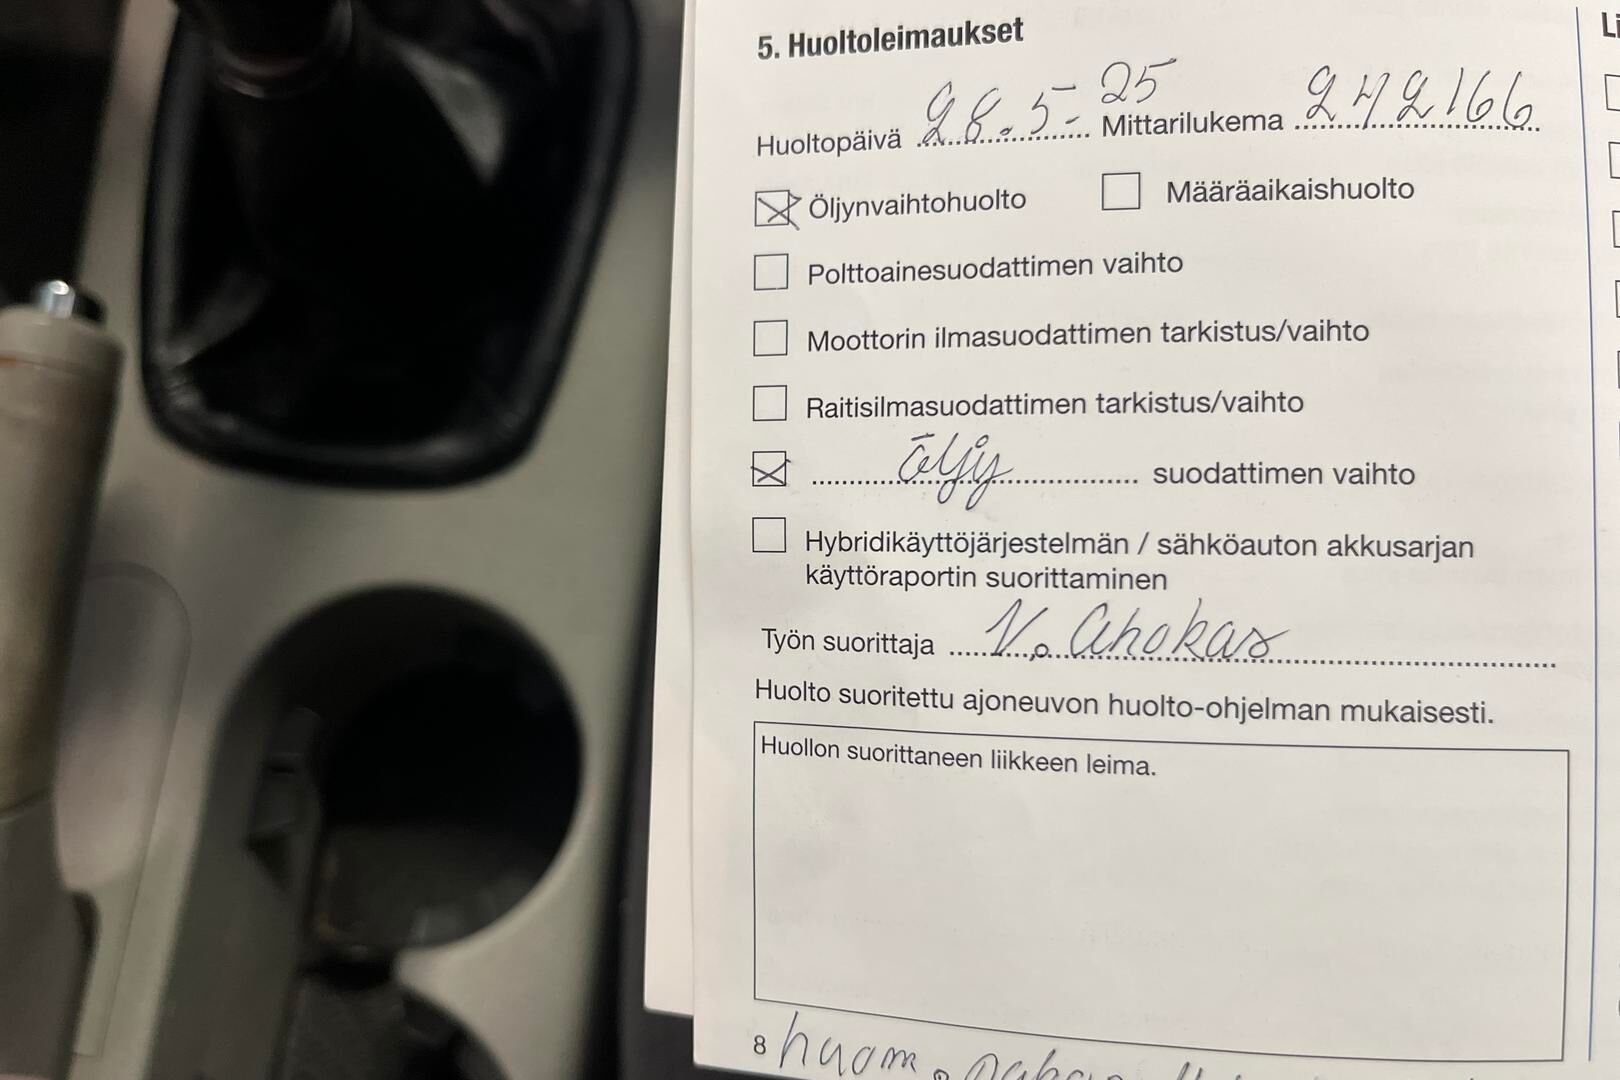 5. Huoltoleimaukset
Huoltopäivä 28.5.-25 Mittarilukema 242166
Öljynvaihtohuolto Määräaikaishuolto
Polttoainesuodattimen vaihto
Moottorin ilmasuodattimen tarkistus/vaihto
Raitisilmasuodattimen tarkistus/vaihto
öljy suodattimen vaihto
Hybridikäyttöjärjestelmän / sähköauton akkusarjan
käyttöraportin suorittaminen
Työn suorittaja V. Ahokas
Huolto suoritettu ajoneuvon huolto-ohjelman mukaisesti.
Huollon suorittaneen liikkeen leima.
8 huom.